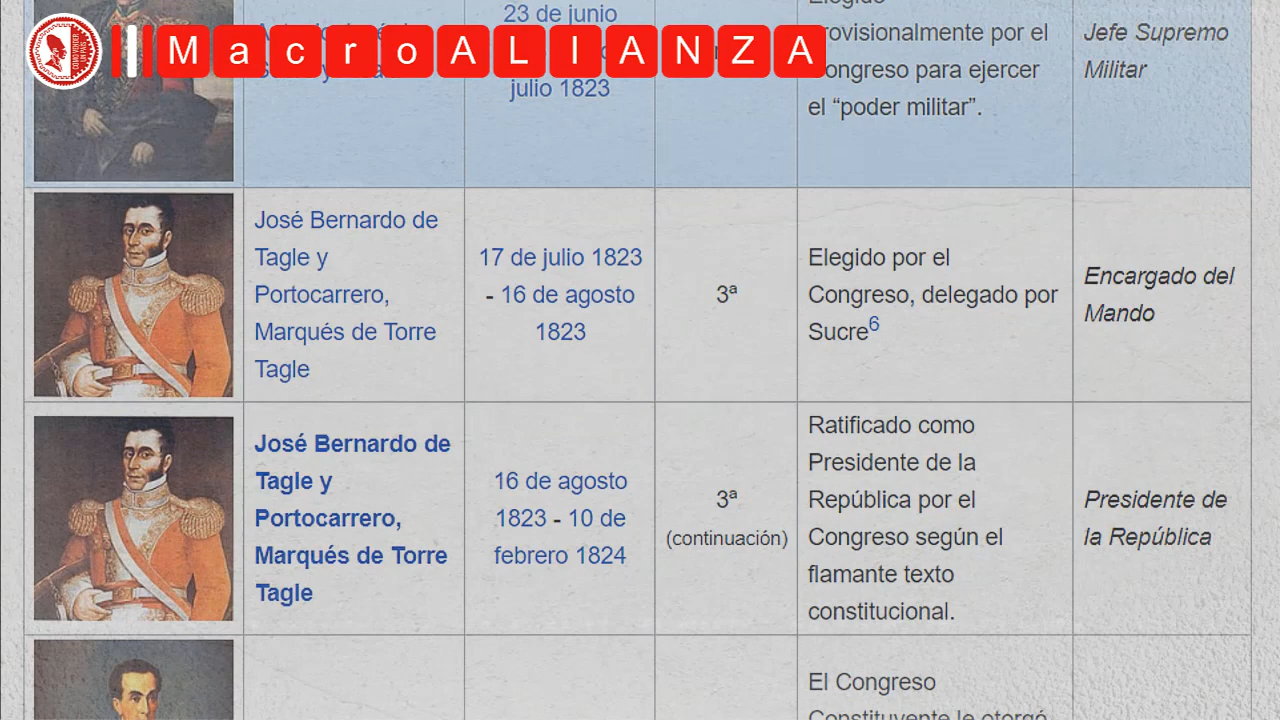 MacroALIANZA
23 de junio
julio 1823
rovisionalmente por el
ongreso para ejercer
el “poder militar”.
Jefe Supremo
Militar
José Bernardo de
Tagle y
Portocarrero,
Marqués de Torre
Tagle
17 de julio 1823
- 16 de agosto
1823
3ª
Elegido por el
Congreso, delegado por
Sucre6
Encargado del
Mando
José Bernardo de
Tagle y
Portocarrero,
Marqués de Torre
Tagle
16 de agosto
1823 - 10 de
febrero 1824
3ª
(continuación)
Ratificado como
Presidente de la
República por el
Congreso según el
flamante texto
constitucional.
Presidente de
la República
El Congreso
Constituyente le otorgó